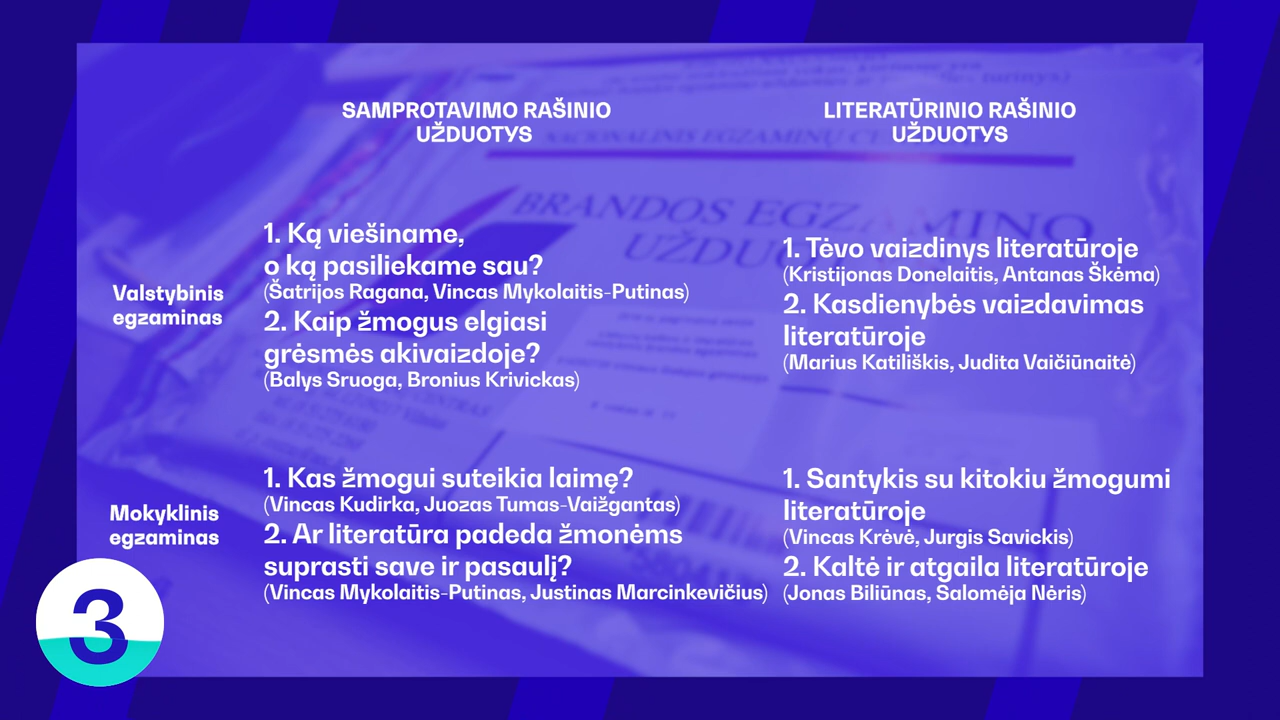 SAMPROTAVIMO RAŠINIO
UŽDUOTYS
LITERATŪRINIO RAŠINIO
UŽDUOTYS
Valstybinis
egzaminas
1. Ką viešiname,
o ką pasiliekame sau?
(Šatrijos Ragana, Vincas Mykolaitis-Putinas)
2. Kaip žmogus elgiasi
grėsmės akivaizdoje?
(Balys Sruoga, Bronius Krivickas)
1. Tėvo vaizdinys literatūroje
(Kristijonas Donelaitis, Antanas Škėma)
2. Kasdienybės vaizdavimas
literatūroje
(Marius Katiliškis, Judita Vaičiūnaitė)
Mokyklinis
egzaminas
1. Kas žmogui suteikia laimę?
(Vincas Kudirka, Juozas Tumas-Vaižgantas)
2. Ar literatūra padeda žmonėms
suprasti save ir pasaulį?
(Vincas Mykolaitis-Putinas, Justinas Marcinkevičius)
1. Santykis su kitokiu žmogumi
literatūroje
(Vincas Krėvė, Jurgis Savickis)
2. Kaltė ir atgaila literatūroje
(Jonas Biliūnas, Salomėja Nėris)
3
BRANDOS EGZAMINO